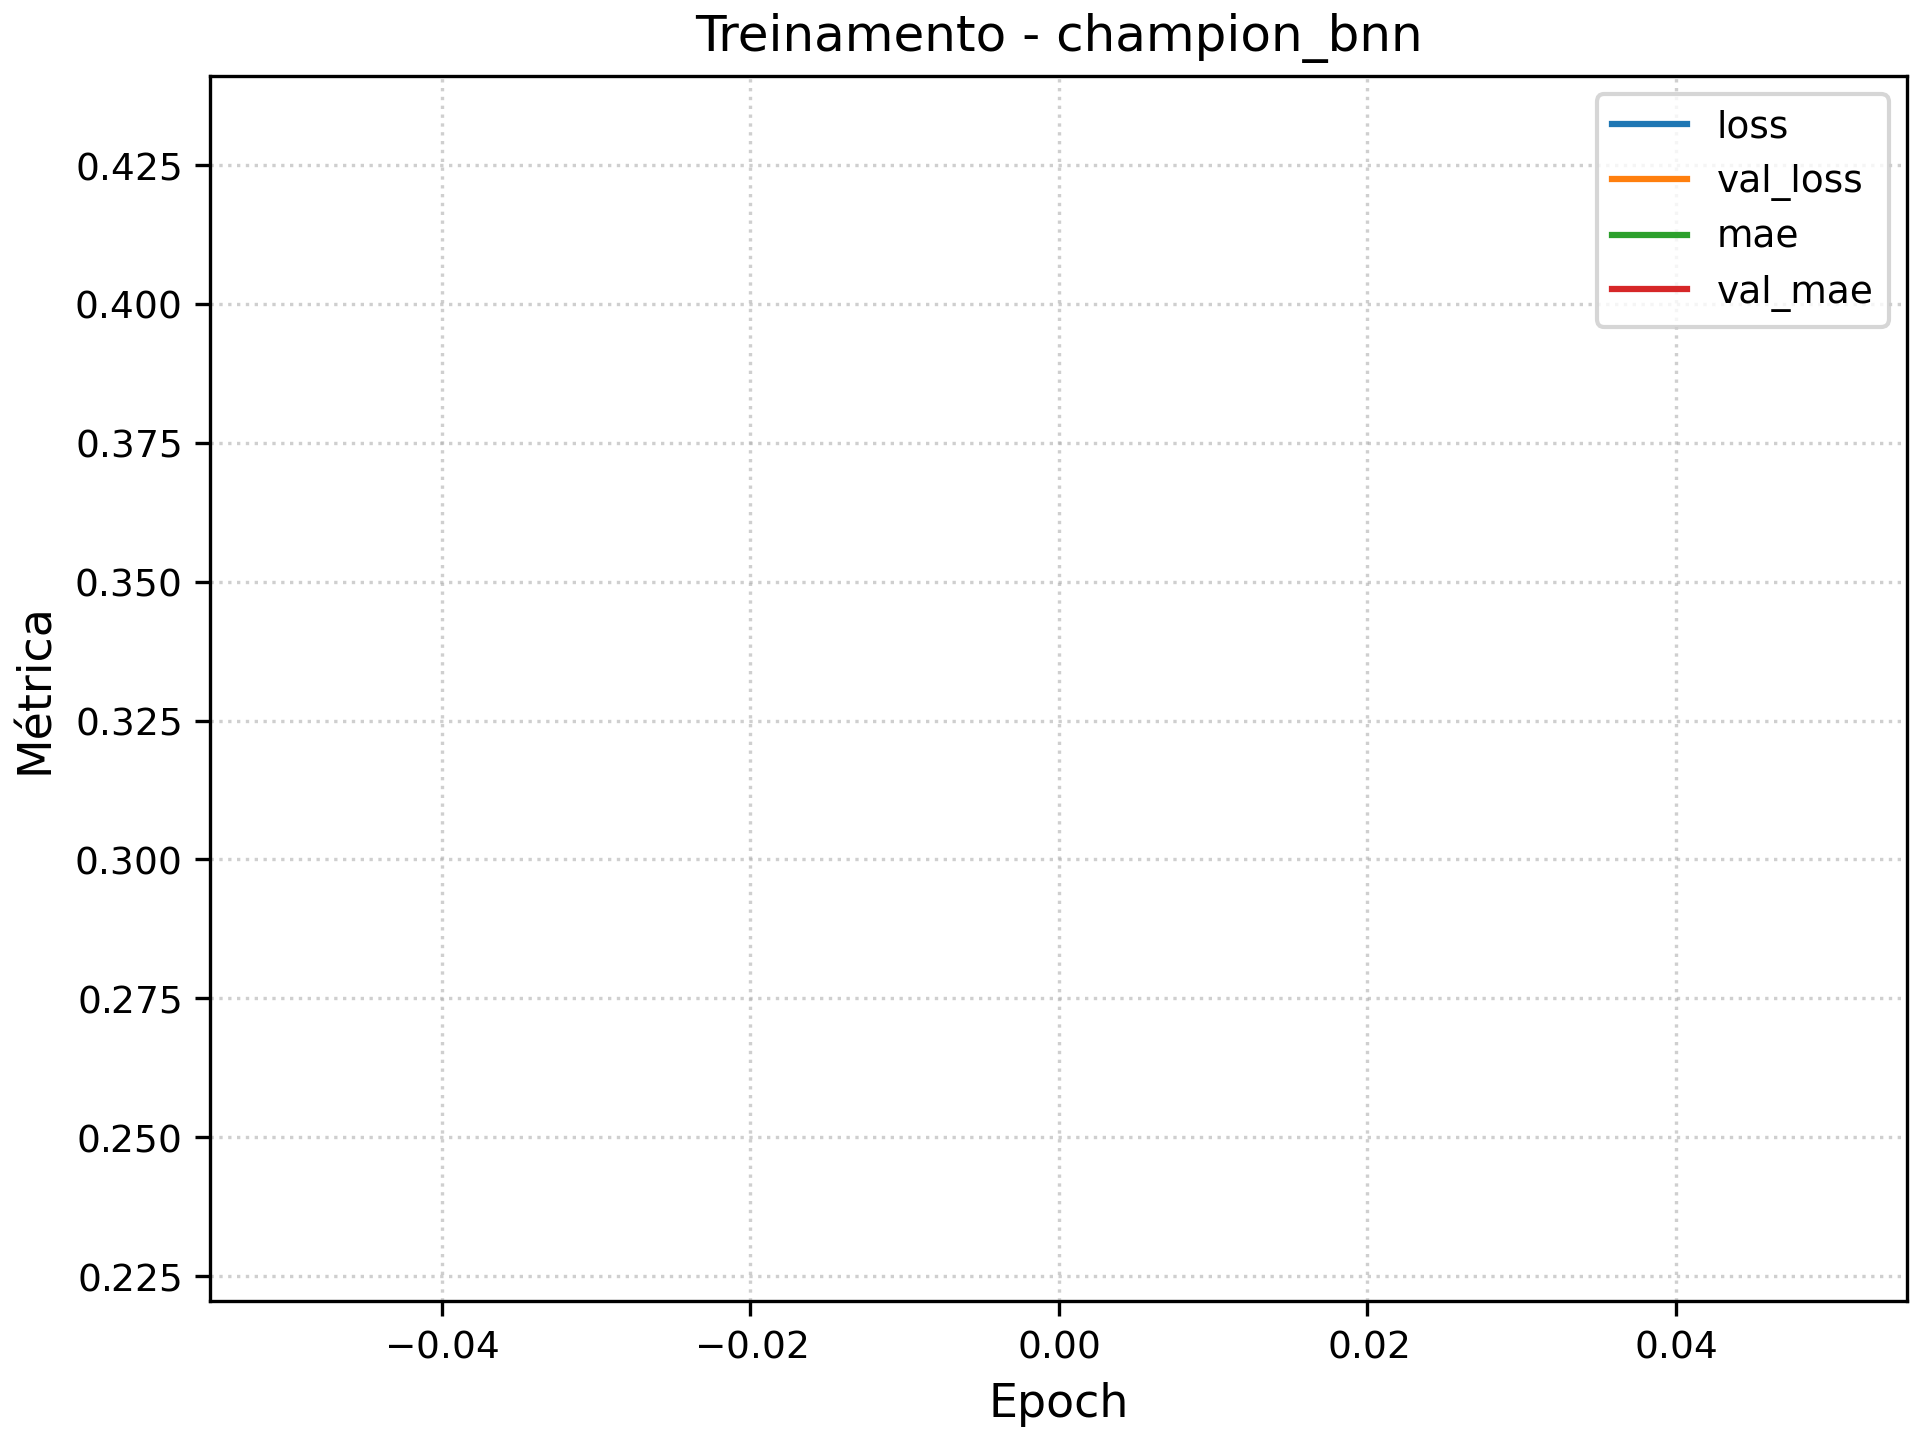 Treinamento - champion_bnn
loss
val_loss
mae
val_mae
Métrica
0.425
0.400
0.375
0.350
0.325
0.300
0.275
0.250
0.225
−0.04
−0.02
0.00
0.02
0.04
Epoch